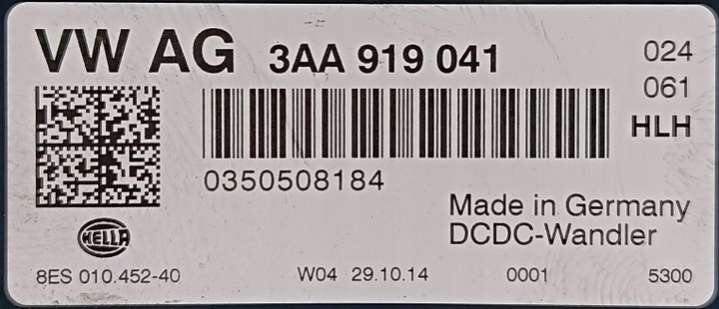 VW AG 3AA 919 041 024
061
HLH
0350508184
Made in Germany
DCDC-Wandler
HELLA
8ES 010.452-40 W04 29.10.14 0001 5300